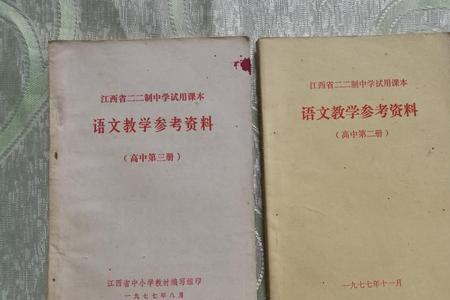 江西省二二制中学试用课本
语文教学参考资料
（高中第三册）
江西省中小学教材编写组印
一九七七年八月
江西省二二制中学试用课本
语文教学参考资料
（高中第二册）
一九七七年十一月